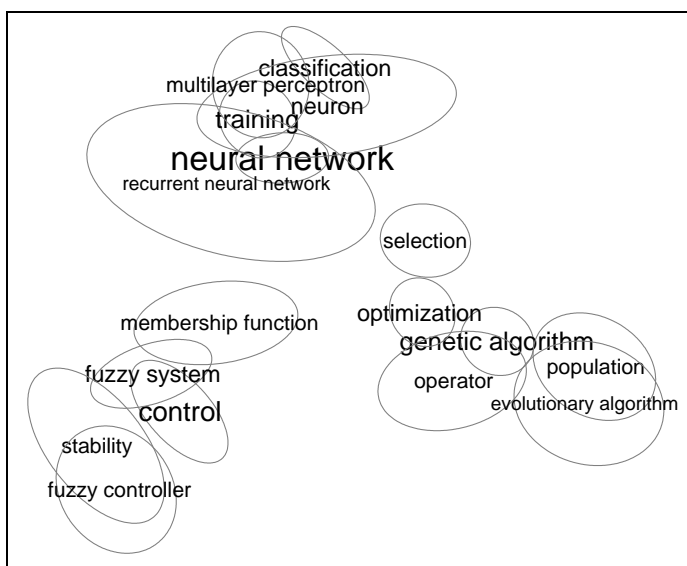 classification
multilayer perceptron
neuron
training
neural network
recurrent neural network
selection
optimization
membership function
genetic algorithm
population
fuzzy system
operator
evolutionary algorithm
control
stability
fuzzy controller